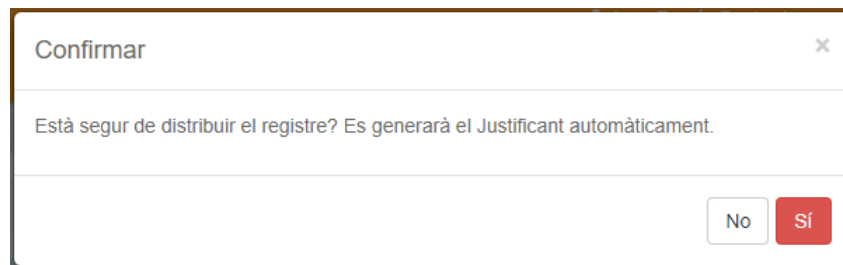 Confirmar ×
Està segur de distribuir el registre? Es generarà el Justificant automàticament.
No Sí